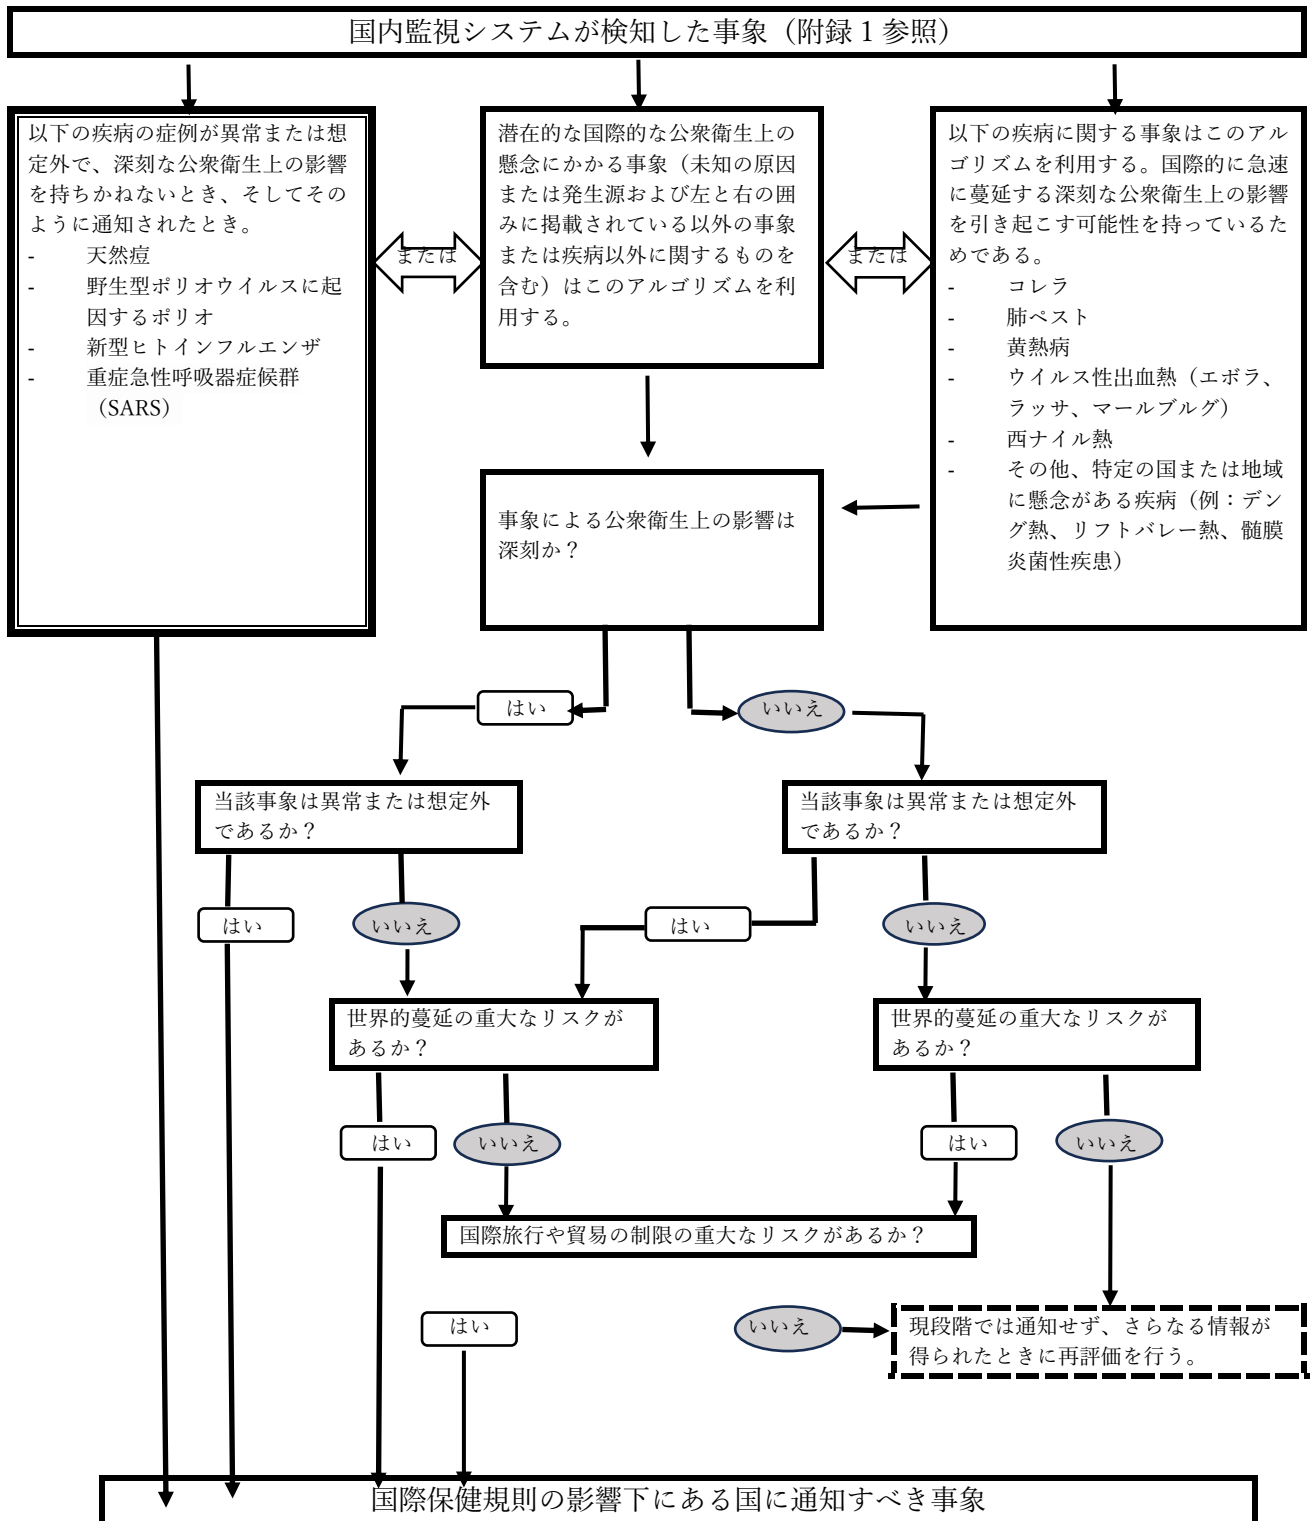 国内監視システムが検知した事象（附録 1 参照）
以下の疾病の症例が異常または想
定外で、深刻な公衆衛生上の影響
を持ちかねないとき、そしてその
ように通知されたとき。
- 天然痘
- 野生型ポリオウイルスに起
因するポリオ
- 新型ヒトインフルエンザ
- 重症急性呼吸器症候群
（SARS）
または
潜在的な国際的な公衆衛生上の
懸念にかかる事象（未知の原因
または発生源および左と右の囲
みに掲載されている以外の事象
または疾病以外に関するものを
含む）はこのアルゴリズムを利
用する。
または
以下の疾病に関する事象はこのアル
ゴリズムを利用する。国際的に急速
に蔓延する深刻な公衆衛生上の影響
を引き起こす可能性を持っているた
めである。
- コレラ
- 肺ペスト
- 黄熱病
- ウイルス性出血熱（エボラ、
ラッサ、マールブルグ）
- 西ナイル熱
- その他、特定の国または地域
に懸念がある疾病（例：デン
グ熱、リフトバレー熱、髄膜
炎菌性疾患）
事象による公衆衛生上の影響は
深刻か？
はい
いいえ
当該事象は異常または想定外
であるか？
当該事象は異常または想定外
であるか？
はい
いいえ
はい
いいえ
世界的蔓延の重大なリスクが
あるか？
世界的蔓延の重大なリスクが
あるか？
はい
いいえ
はい
いいえ
国際旅行や貿易の制限の重大なリスクがあるか？
はい
いいえ
現段階では通知せず、さらなる情報が
得られたときに再評価を行う。
国際保健規則の影響下にある国に通知すべき事象